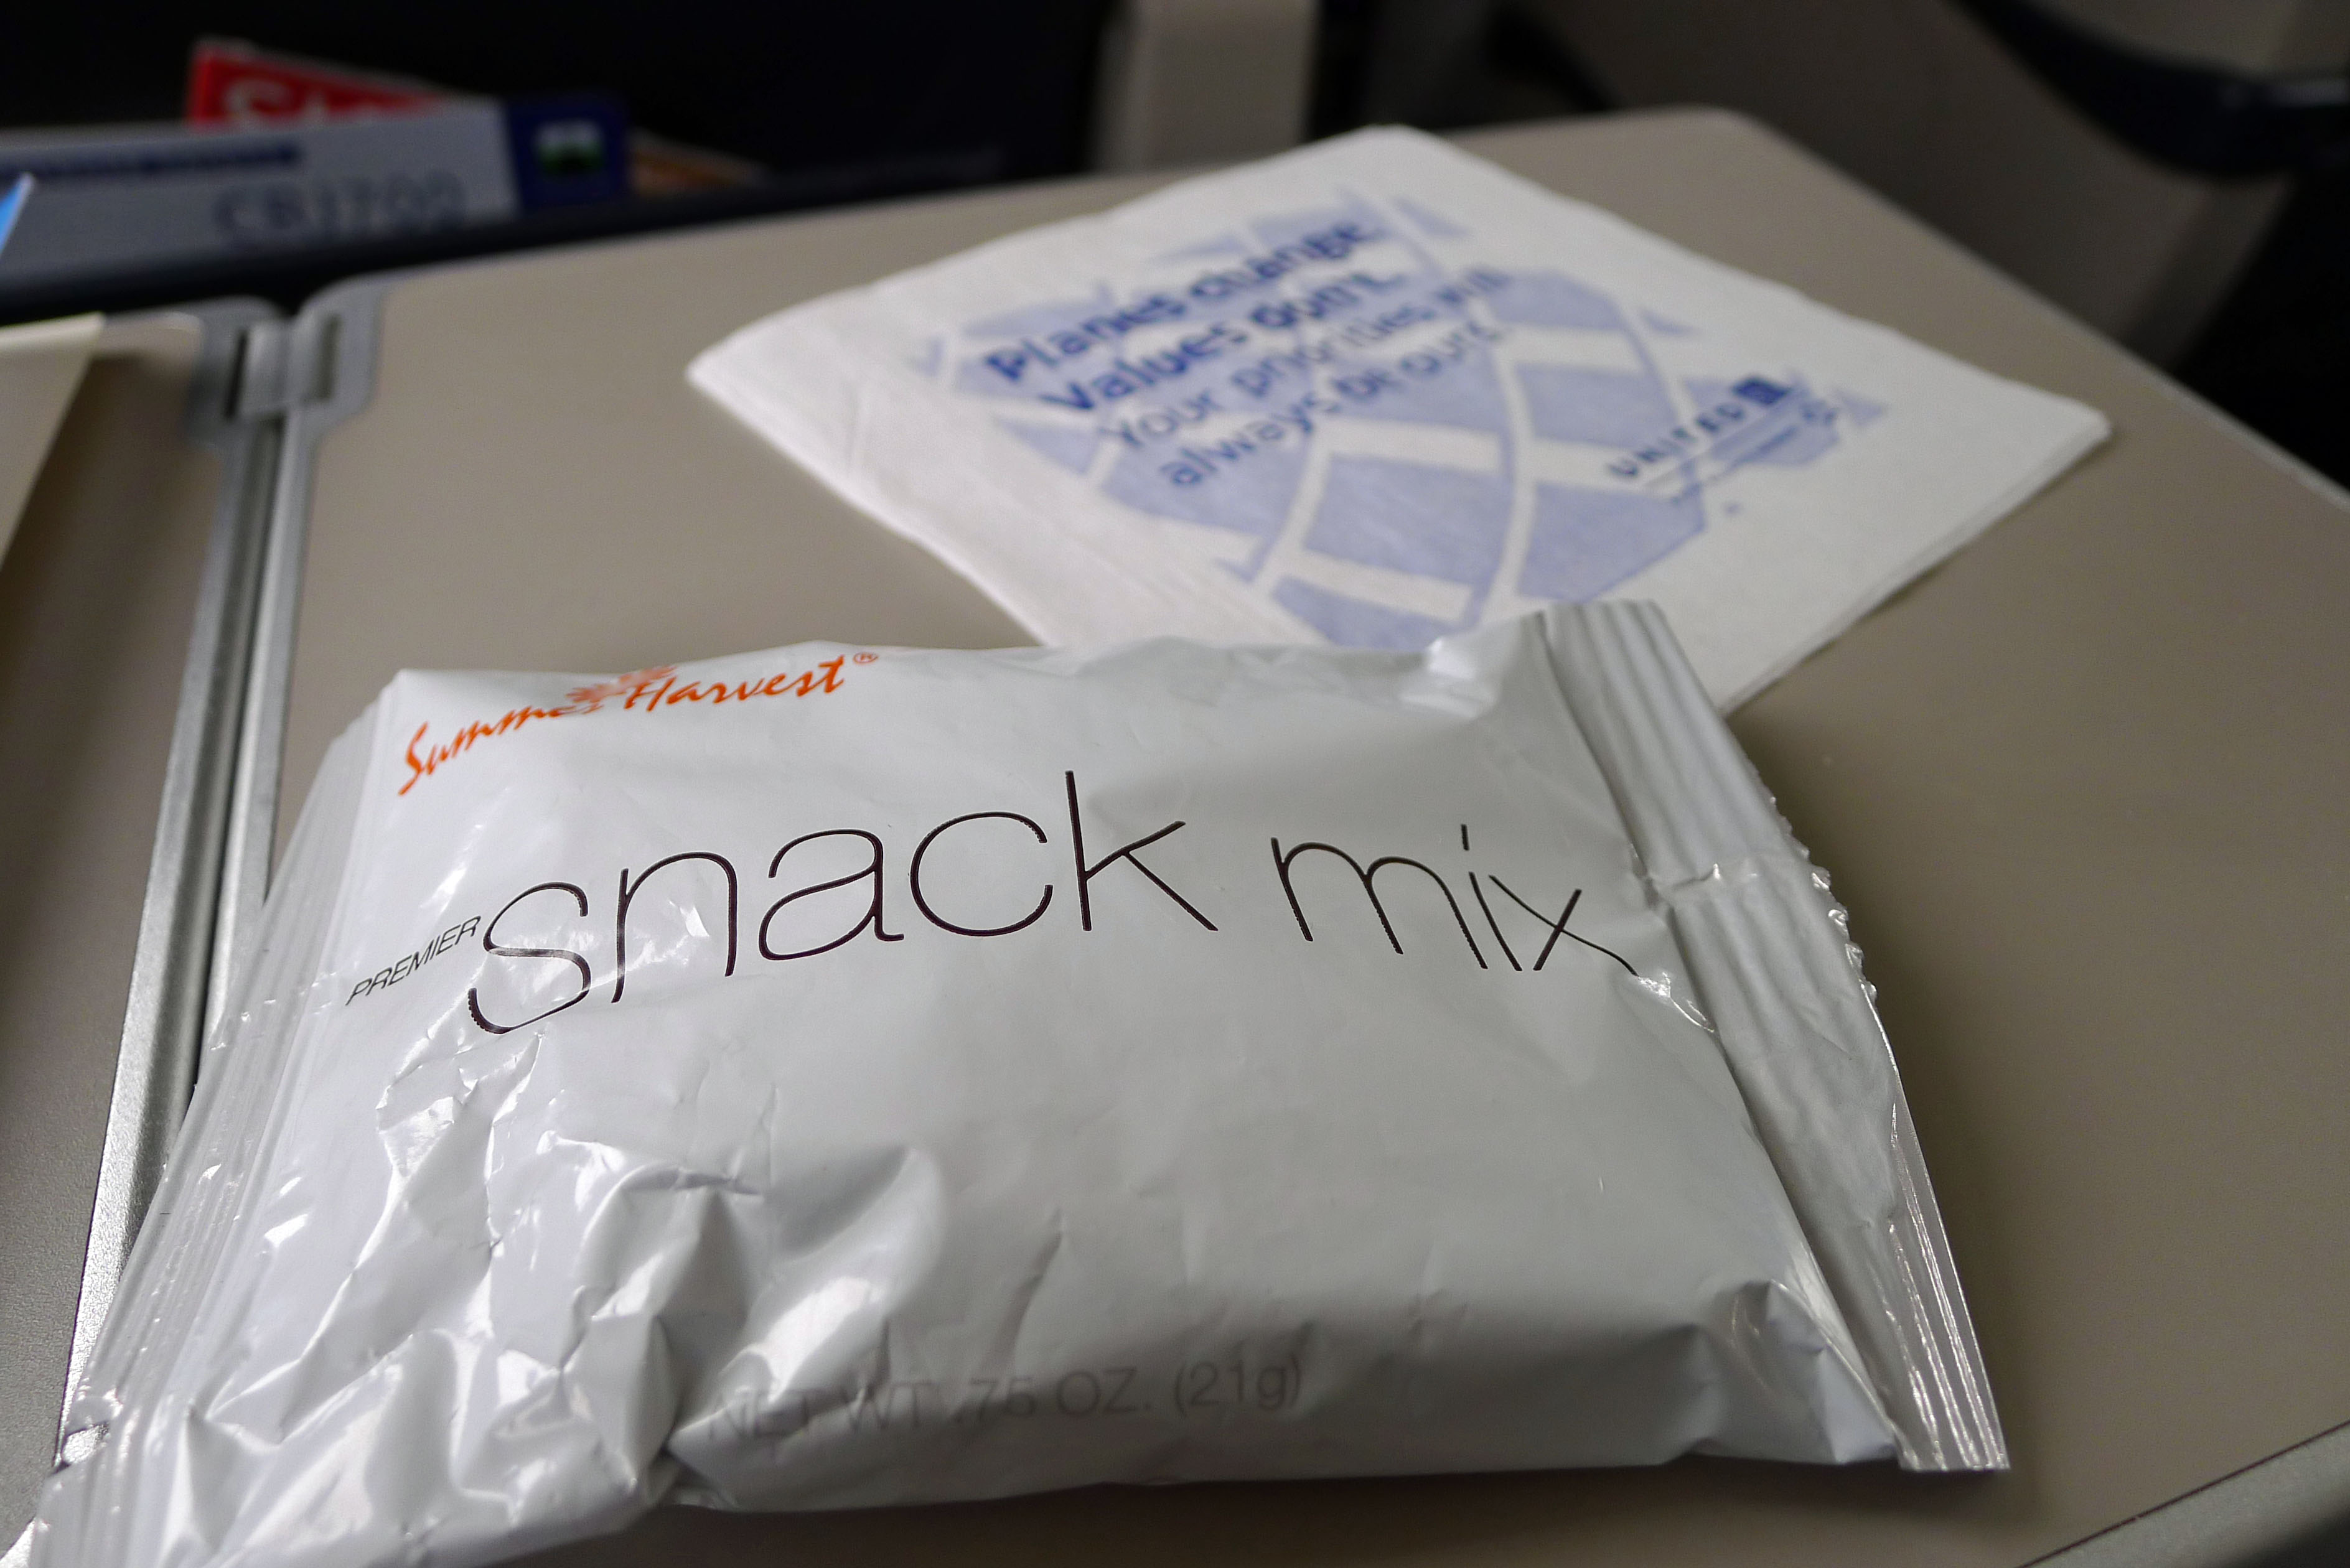 CRJ700
Planes change
Values don't.
Your priorities will
always be ours.
UNITED
Summer Harvest®
PREMIER snack mix
NET WT .75 OZ. (21g)